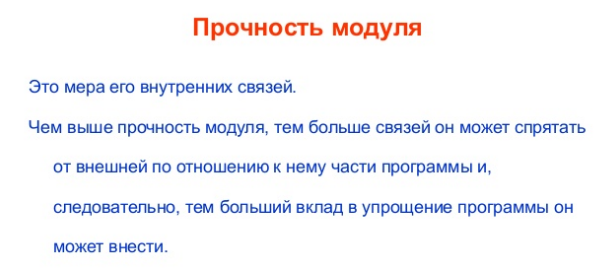 Прочность модуля
Это мера его внутренних связей.
Чем выше прочность модуля, тем больше связей он может спрятать
от внешней по отношению к нему части программы и,
следовательно, тем больший вклад в упрощение программы он
может внести.